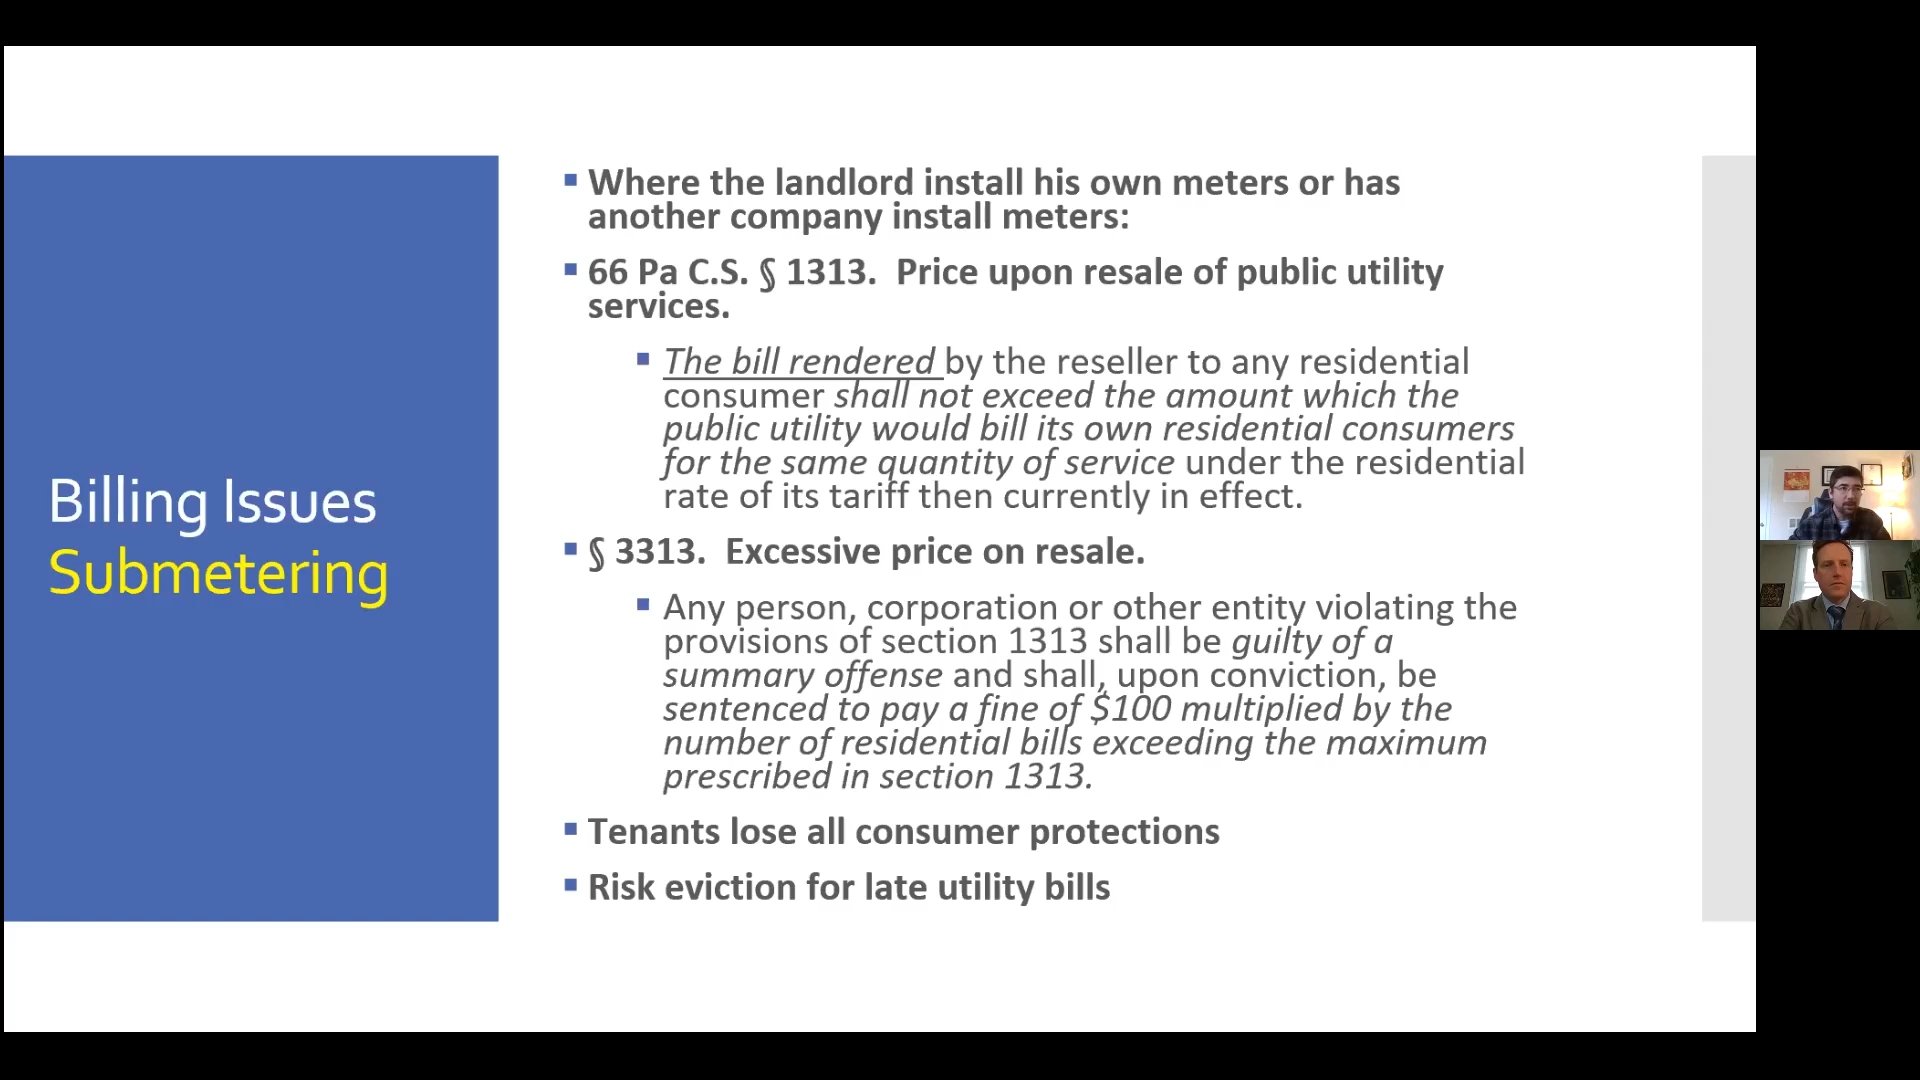 Billing Issues
Submetering
▪ Where the landlord install his own meters or has
another company install meters:
▪ 66 Pa C.S. § 1313.  Price upon resale of public utility
services.
▪ The bill rendered by the reseller to any residential
consumer shall not exceed the amount which the
public utility would bill its own residential consumers
for the same quantity of service under the residential
rate of its tariff then currently in effect.
▪ § 3313.  Excessive price on resale.
▪ Any person, corporation or other entity violating the
provisions of section 1313 shall be guilty of a
summary offense and shall, upon conviction, be
sentenced to pay a fine of $100 multiplied by the
number of residential bills exceeding the maximum
prescribed in section 1313.
▪ Tenants lose all consumer protections
▪ Risk eviction for late utility bills